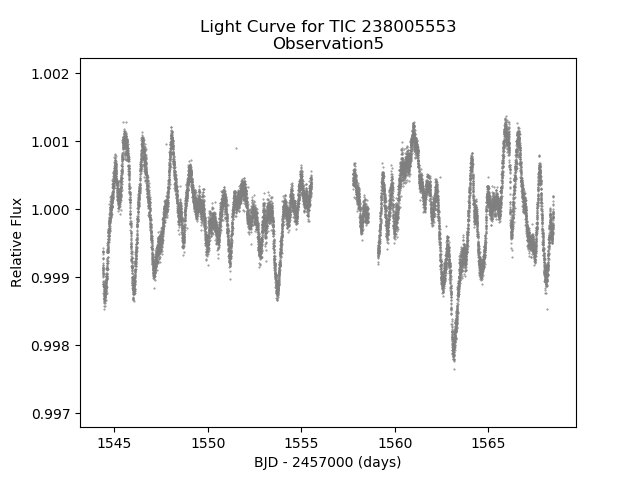 Light Curve for TIC 238005553
Observation5
1.002
1.001
1.000
0.999
0.998
0.997
Relative Flux
1545
1550
1555
1560
1565
BJD - 2457000 (days)